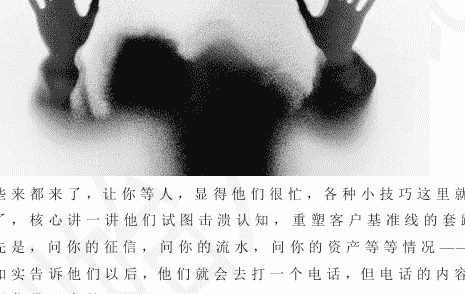 来都来了，让你等人，显得他们很忙，各种小技巧这里就
了，核心讲一讲他们试图击溃认知，重塑客户基准线的套路
先是，问你的征信，问你的流水，问你的资产等等情况——
如实告诉他们以后，他们就会去打一个电话，但电话的内容